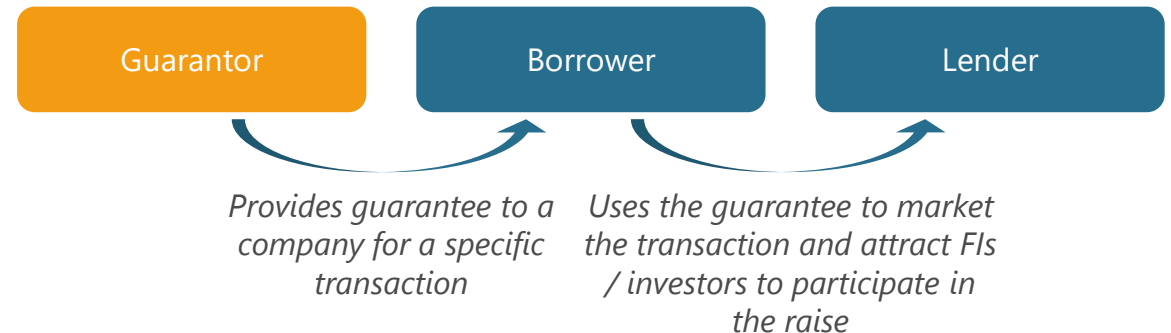 Guarantor
Borrower
Lender
Provides guarantee to a
company for a specific
transaction
Uses the guarantee to market
the transaction and attract FIs
/ investors to participate in
the raise